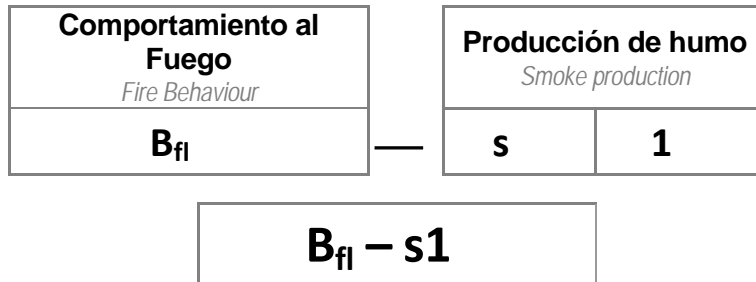 Comportamiento al
Fuego
Fire Behaviour
Producción de humo
Smoke production
Bfl — s 1
Bfl – s1